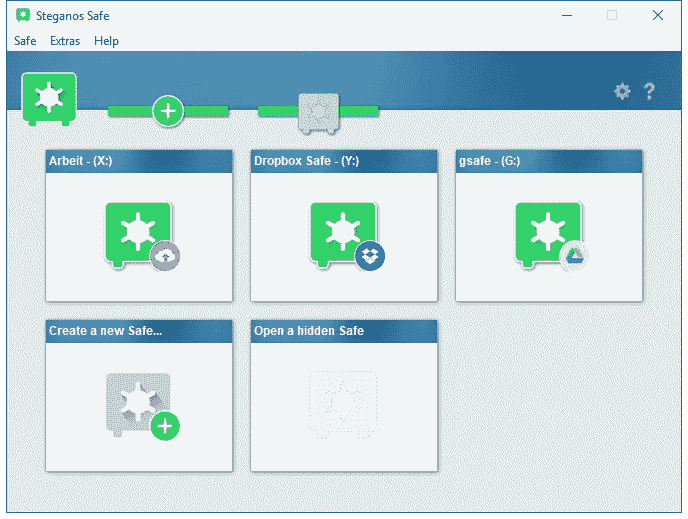 Steganos Safe
Safe Extras Help
Arbeit - (X:) Dropbox Safe - (Y:) gsafe - (G:)
Create a new Safe... Open a hidden Safe